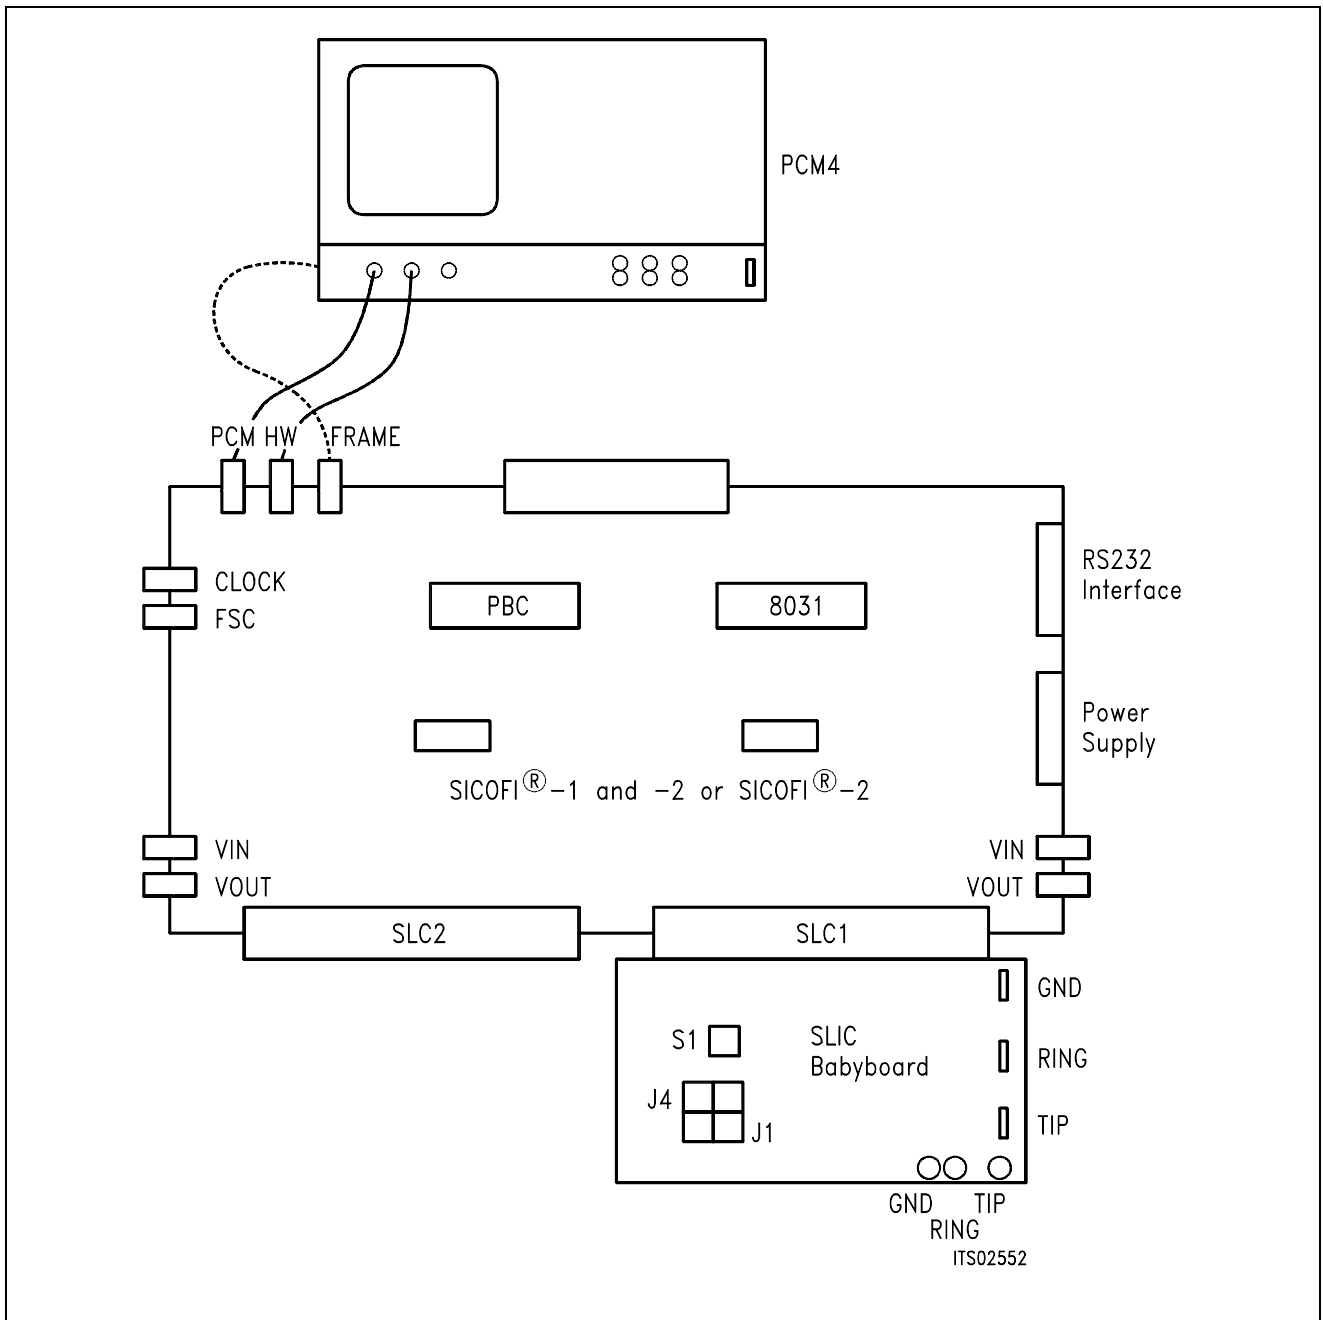 PCM4
PCM HW FRAME
CLOCK
FSC
PBC
8031
RS232
Interface
SICOFI®-1 and -2 or SICOFI®-2
Power
Supply
VIN
VOUT
VIN
VOUT
SLC2
SLC1
GND
S1
SLIC
Babyboard
RING
J4
J1
TIP
GND
TIP
RING
ITS02552